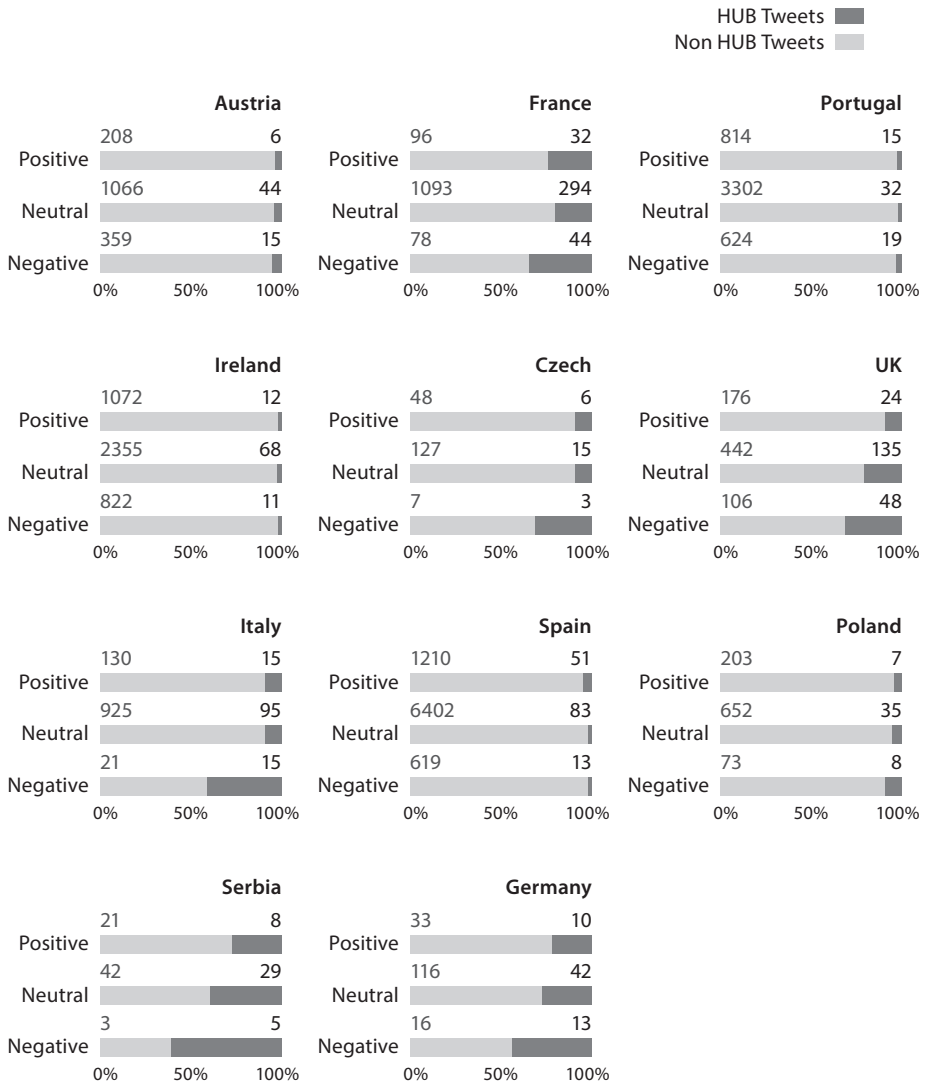 HUB Tweets
Non HUB Tweets
Austria
208 6
Positive
1066 44
Neutral
359 15
Negative
0% 50% 100%
France
96 32
Positive
1093 294
Neutral
78 44
Negative
0% 50% 100%
Portugal
814 15
Positive
3302 32
Neutral
624 19
Negative
0% 50% 100%
Ireland
1072 12
Positive
2355 68
Neutral
822 11
Negative
0% 50% 100%
Czech
48 6
Positive
127 15
Neutral
7 3
Negative
0% 50% 100%
UK
176 24
Positive
442 135
Neutral
106 48
Negative
0% 50% 100%
Italy
130 15
Positive
925 95
Neutral
21 15
Negative
0% 50% 100%
Spain
1210 51
Positive
6402 83
Neutral
619 13
Negative
0% 50% 100%
Poland
203 7
Positive
652 35
Neutral
73 8
Negative
0% 50% 100%
Serbia
21 8
Positive
42 29
Neutral
3 5
Negative
0% 50% 100%
Germany
33 10
Positive
116 42
Neutral
16 13
Negative
0% 50% 100%